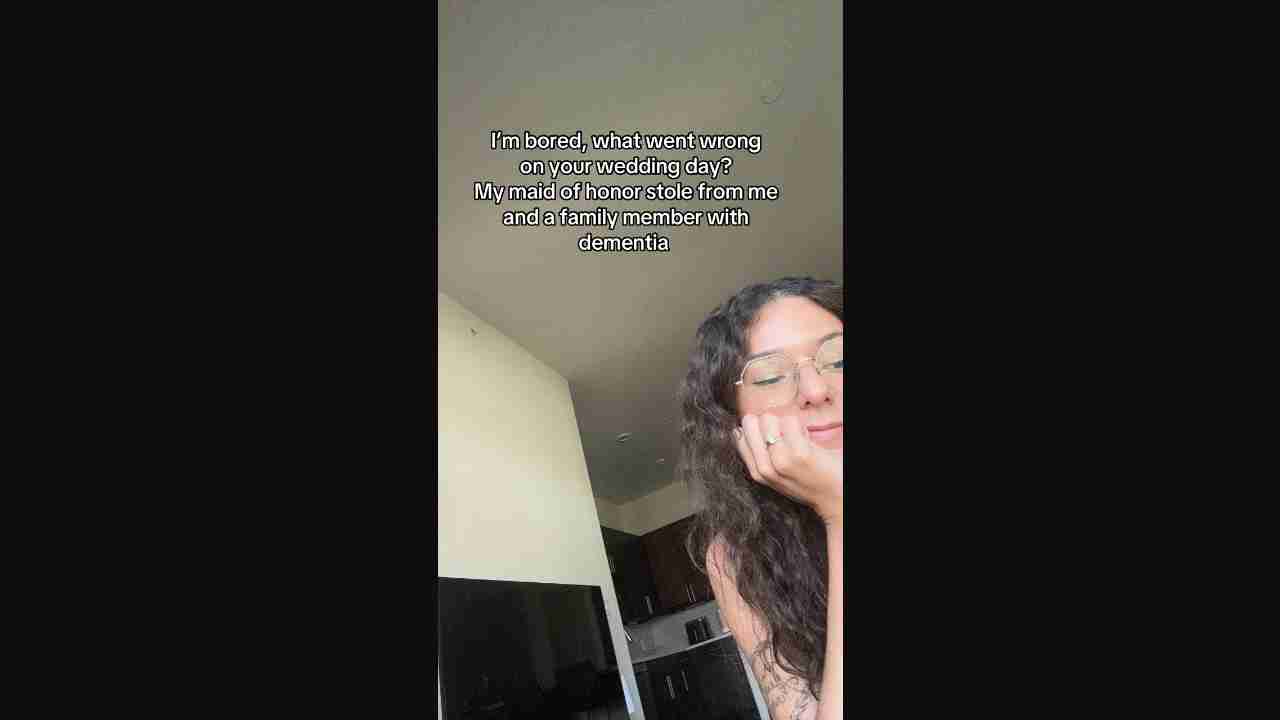 I'm bored, what went wrong
on your wedding day?
My maid of honor stole from me
and a family member with
dementia